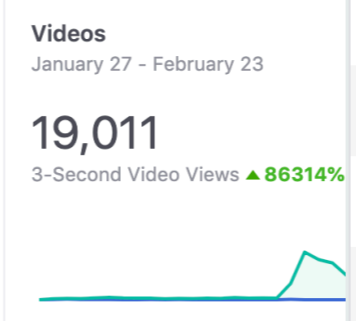 Videos
January 27 - February 23
19,011
3-Second Video Views ▲ 86314%